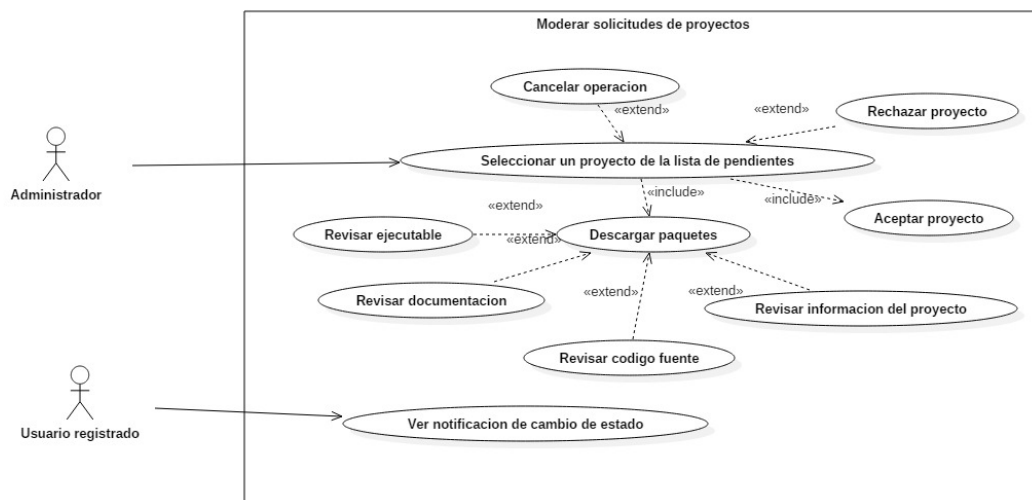 Moderar solicitudes de proyectos
Cancelar operacion
«extend»
«extend»
Rechazar proyecto
Administrador
Seleccionar un proyecto de la lista de pendientes
«include»
«include»
Aceptar proyecto
«extend»
Revisar ejecutable
«extend»
Descargar paquetes
Revisar documentacion
«extend»
«extend»
Revisar informacion del proyecto
Revisar codigo fuente
Usuario registrado
Ver notificacion de cambio de estado